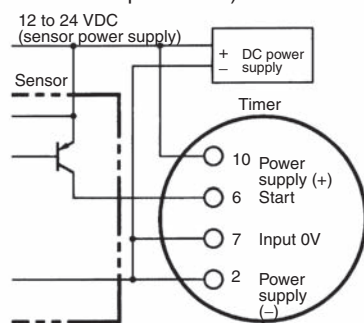 12 to 24 VDC
(sensor power supply)
+ DC power
– supply
Sensor
Timer
10 Power
supply (+)
6 Start
7 Input 0V
2 Power
supply
(–)